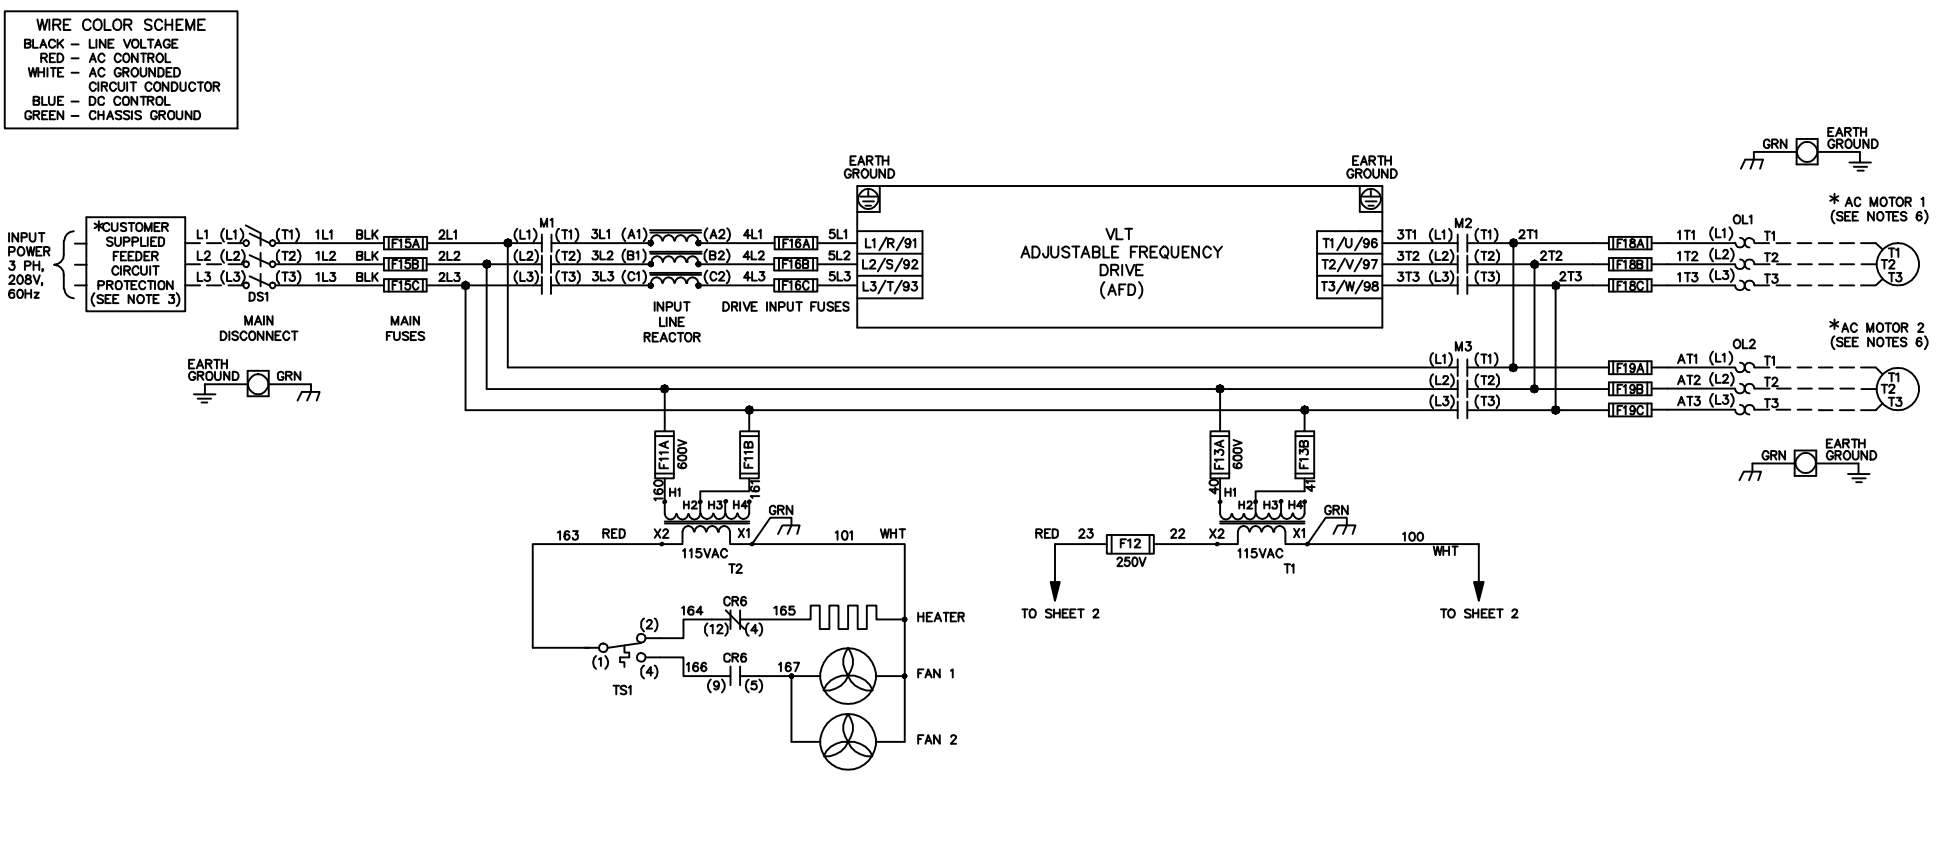 WIRE COLOR SCHEME
BLACK – LINE VOLTAGE
RED – AC CONTROL
WHITE – AC GROUNDED
CIRCUIT CONDUCTOR
BLUE – DC CONTROL
GREEN – CHASSIS GROUND
INPUT
POWER
3 PH,
208V,
60Hz
*CUSTOMER
SUPPLIED
FEEDER
CIRCUIT
PROTECTION
(SEE NOTE 3)
L1 (L1) (T1) 1L1 BLK F15A 2L1
L2 (L2) (T2) 1L2 BLK F15B 2L2
L3 (L3) (T3) 1L3 BLK F15C 2L3
DS1
MAIN
DISCONNECT
MAIN
FUSES
EARTH
GROUND
GRN
M1
(L1) (T1) 3L1 (A1) (A2) 4L1 F16A 5L1
(L2) (T2) 3L2 (B1) (B2) 4L2 F16B 5L2
(L3) (T3) 3L3 (C1) (C2) 4L3 F16C 5L3
INPUT
LINE
REACTOR
DRIVE INPUT FUSES
EARTH
GROUND
EARTH
GROUND
L1/R/91
L2/S/92
L3/T/93
VLT
ADJUSTABLE FREQUENCY
DRIVE
(AFD)
T1/U/96
T2/V/97
T3/W/98
M2
3T1 (L1) (T1) 2T1 F18A 1T1 (L1) T1
3T2 (L2) (T2) 2T2 F18B 1T2 (L2) T2
3T3 (L3) (T3) 2T3 F18C 1T3 (L3) T3
OL1
GRN
EARTH
GROUND
* AC MOTOR 1
(SEE NOTES 6)
T1
T2
T3
M3
(L1) (T1) F19A AT1 (L1) T1
(L2) (T2) F19B AT2 (L2) T2
(L3) (T3) F19C AT3 (L3) T3
OL2
*AC MOTOR 2
(SEE NOTES 6)
T1
T2
T3
GRN
EARTH
GROUND
F11A
600V
F11B
160
161
H1
H2 H3 H4
GRN
163 RED X2 X1 101 WHT
115VAC
T2
164 CR6 165
(12) (4)
HEATER
(2)
(1)
(4)
TS1
166 CR6 167
(9) (5)
FAN 1
FAN 2
F13A
600V
F13B
40
41
H1
H2 H3 H4
GRN
RED 23 F12 22 X2 X1 100
WHT
250V
115VAC
T1
TO SHEET 2
TO SHEET 2